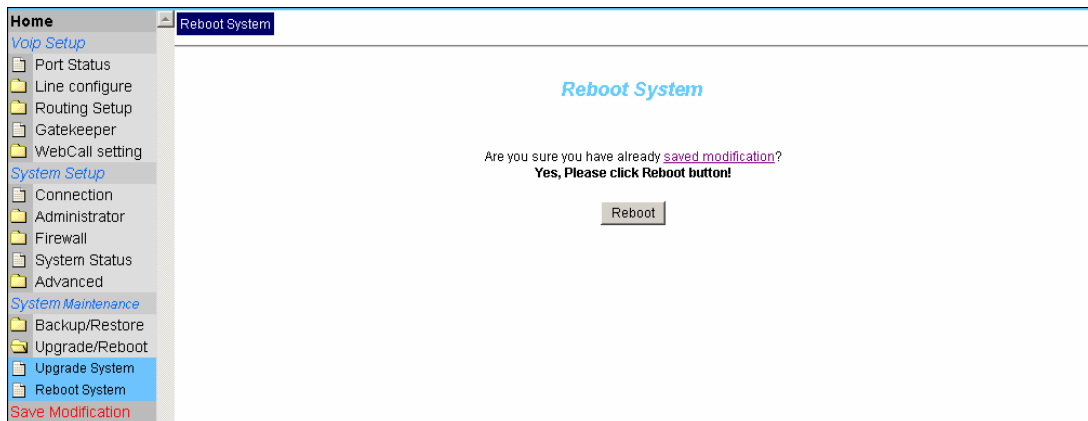 Home
Voip Setup
Port Status
Line configure
Routing Setup
Gatekeeper
WebCall setting
System Setup
Connection
Administrator
Firewall
System Status
Advanced
System Maintenance
Backup/Restore
Upgrade/Reboot
Upgrade System
Reboot System
Save Modification
Reboot System
Reboot System
Are you sure you have already saved modification?
Yes, Please click Reboot button!
Reboot